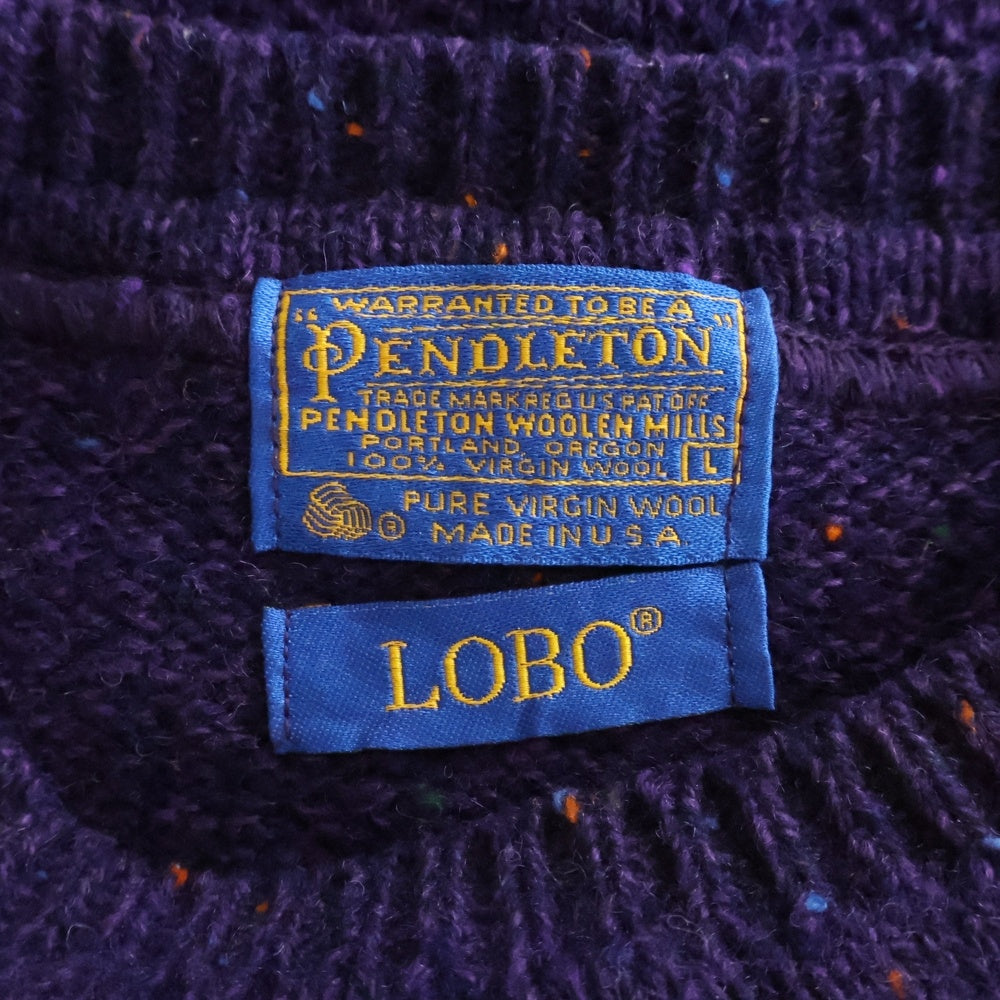 "WARRANTED TO BE A
PENDLETON"
TRADE MARK REG U S PAT OFF
PENDLETON WOOLEN MILLS
PORTLAND, OREGON
100% VIRGIN WOOL L
® PURE VIRGIN WOOL
MADE IN U S A
LOBO®